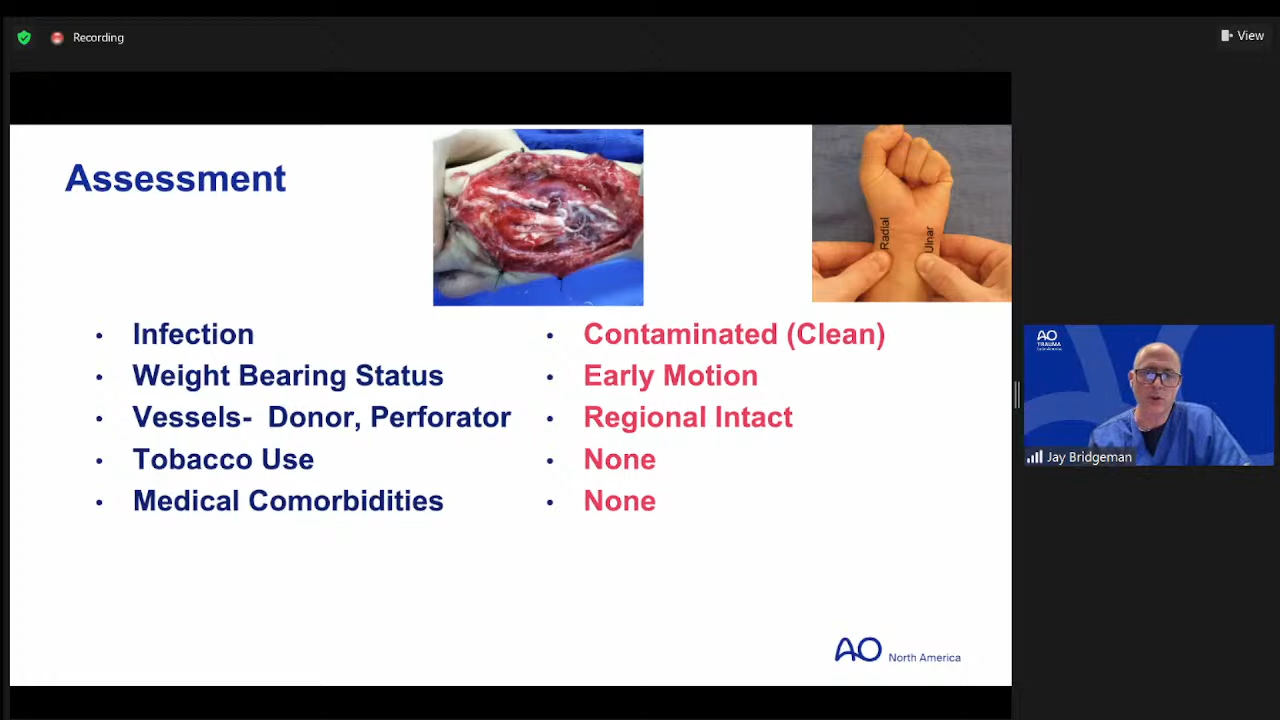 Recording
View
Assessment
Radial
Ulnar
Infection
Contaminated (Clean)
Weight Bearing Status
Early Motion
Vessels- Donor, Perforator
Regional Intact
Tobacco Use
None
Medical Comorbidities
None
AO
TRAUMA
Jay Bridgeman
AO North America